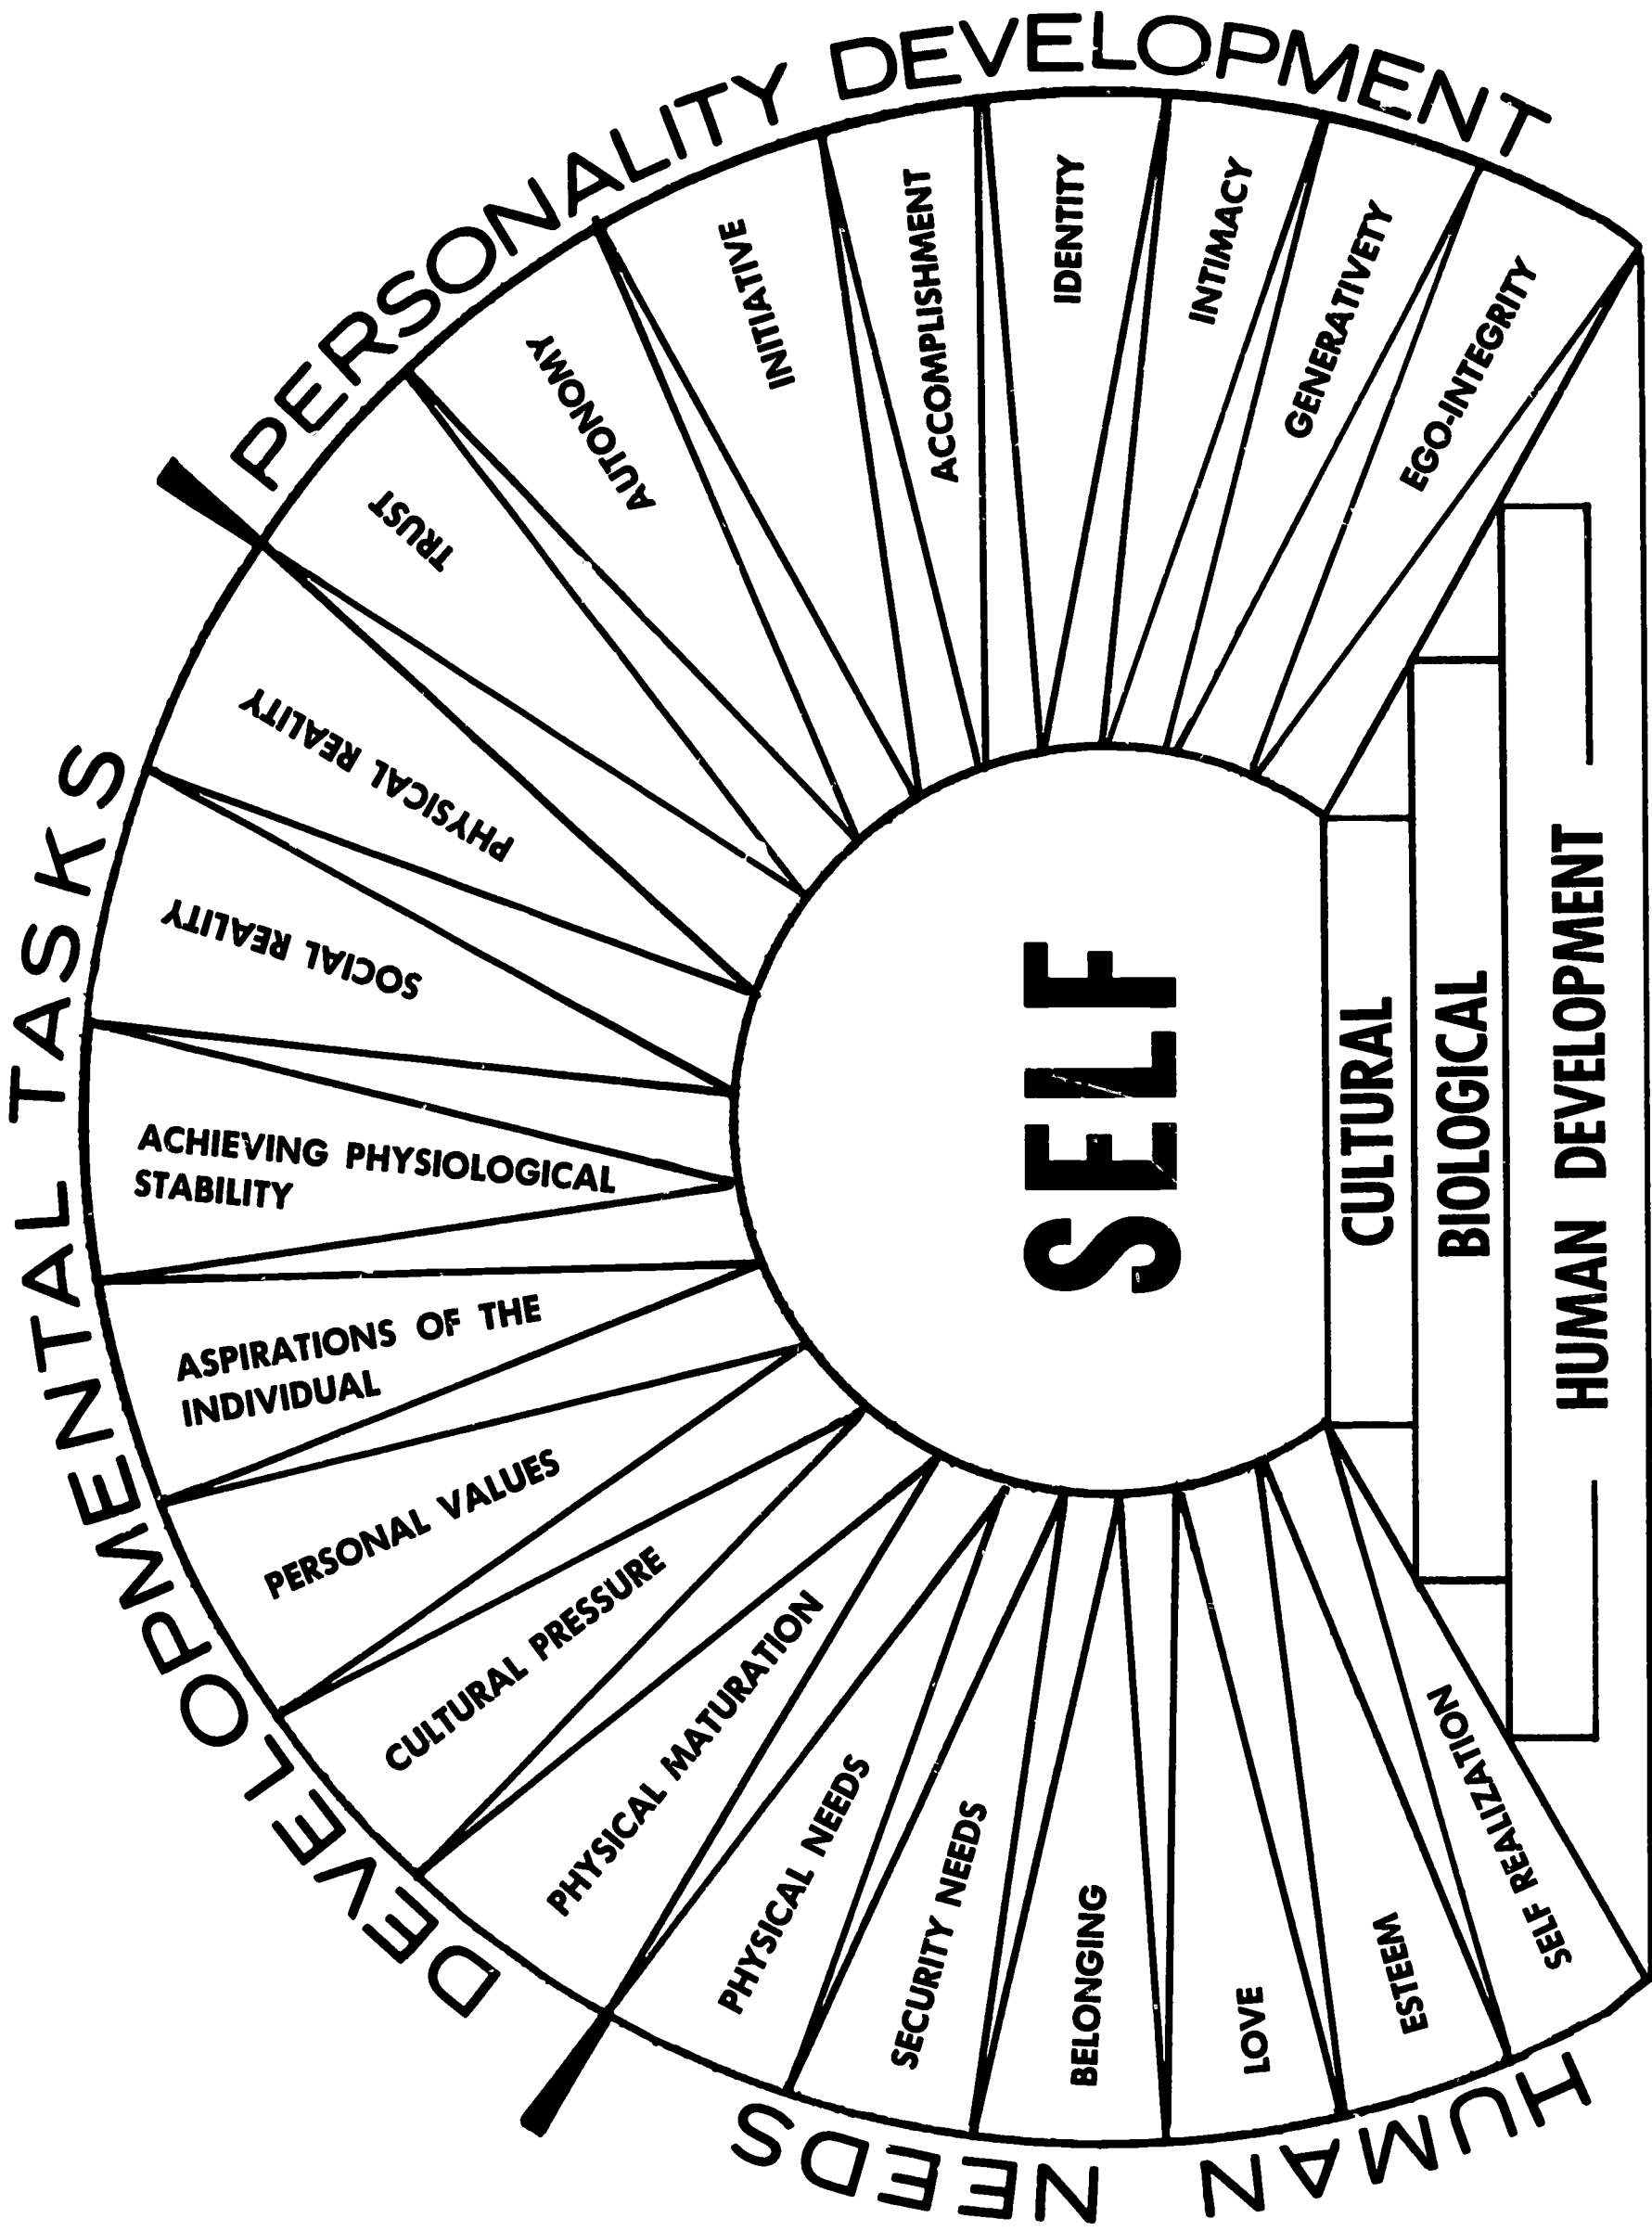 HUMAN NEEDS
DEVELOPMENTAL TASKS
PERSONALITY DEVELOPMENT
SELF REALIZATION
ESTEEM
LOVE
BELONGING
SECURITY NEEDS
PHYSICAL NEEDS
PHYSICAL MATURATION
CULTURAL PRESSURE
PERSONAL VALUES
ASPIRATIONS OF THE
INDIVIDUAL
ACHIEVING PHYSIOLOGICAL
STABILITY
SOCIAL REALITY
PHYSICAL REALITY
TRUST
AUTONOMY
INITIATIVE
ACCOMPLISHMENT
IDENTITY
INTIMACY
GENERATIVETY
EGO-INTEGRITY
SELF
CULTURAL
BIOLOGICAL
HUMAN DEVELOPMENT